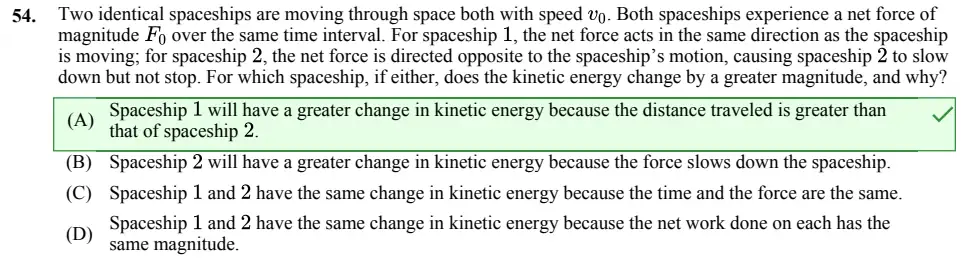 54. Two identical spaceships are moving through space both with speed v₀. Both spaceships experience a net force of
magnitude F₀ over the same time interval. For spaceship 1, the net force acts in the same direction as the spaceship
is moving; for spaceship 2, the net force is directed opposite to the spaceship's motion, causing spaceship 2 to slow
down but not stop. For which spaceship, if either, does the kinetic energy change by a greater magnitude, and why?
(A) Spaceship 1 will have a greater change in kinetic energy because the distance traveled is greater than
that of spaceship 2.
(B) Spaceship 2 will have a greater change in kinetic energy because the force slows down the spaceship.
(C) Spaceship 1 and 2 have the same change in kinetic energy because the time and the force are the same.
(D) Spaceship 1 and 2 have the same change in kinetic energy because the net work done on each has the
same magnitude.